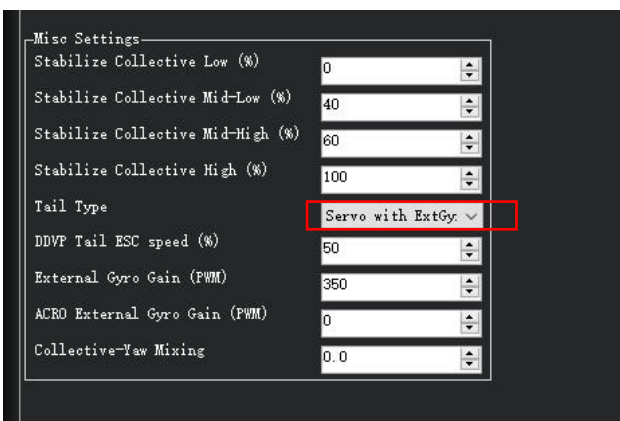 Misc Settings
Stabilize Collective Low (%) 0
Stabilize Collective Mid-Low (%) 40
Stabilize Collective Mid-High (%) 60
Stabilize Collective High (%) 100
Tail Type Servo with ExtGy:
DDVP Tail ESC speed (%) 50
External Gyro Gain (PWM) 350
ACRO External Gyro Gain (PWM) 0
Collective-Yaw Mixing 0.0